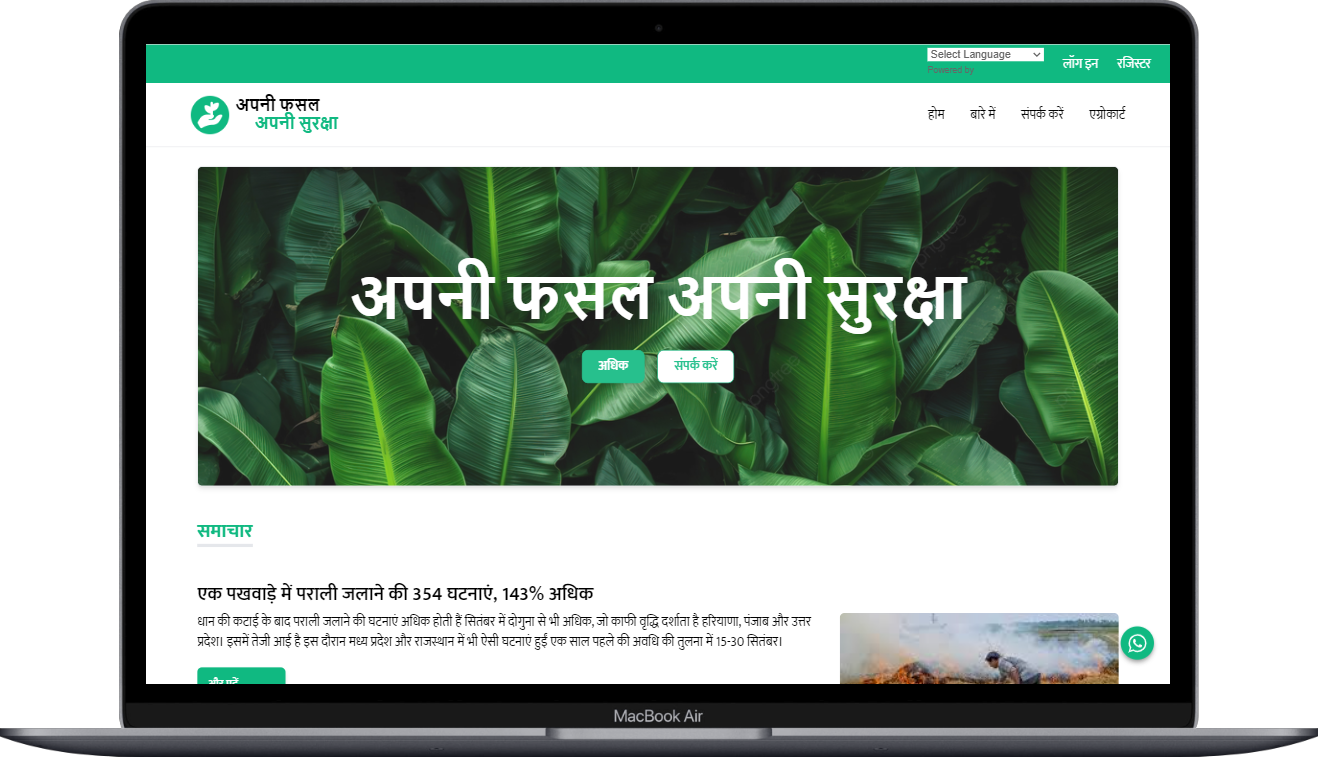 Select Language
Powered by
लॉग इन
रजिस्टर
अपनी फसल
अपनी सुरक्षा
होम
बारे में
संपर्क करें
एग्रोकार्ट
अपनी फसल अपनी सुरक्षा
अधिक
संपर्क करें
समाचार
एक पखवाड़े में पराली जलाने की 354 घटनाएं, 143% अधिक
धान की कटाई के बाद पराली जलाने की घटनाएं अधिक होती हैं सितंबर में दोगुना से भी अधिक, जो काफी वृद्धि दर्शाता है हरियाणा, पंजाब और उत्तर
प्रदेश। इसमें तेजी आई है इस दौरान मध्य प्रदेश और राजस्थान में भी ऐसी घटनाएं हुईं एक साल पहले की अवधि की तुलना में 15-30 सितंबर।
MacBook Air